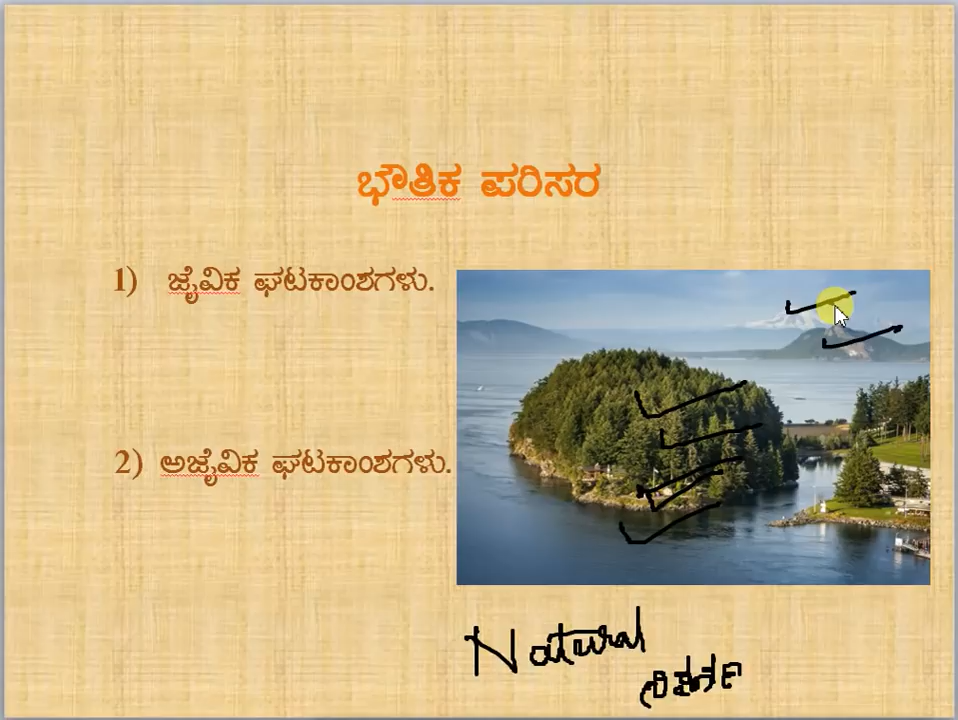 ಭೌತಿಕ ಪರಿಸರ
1) ಜೈವಿಕ ಘಟಕಾಂಶಗಳು.
2) ಅಜೈವಿಕ ಘಟಕಾಂಶಗಳು.
Natural